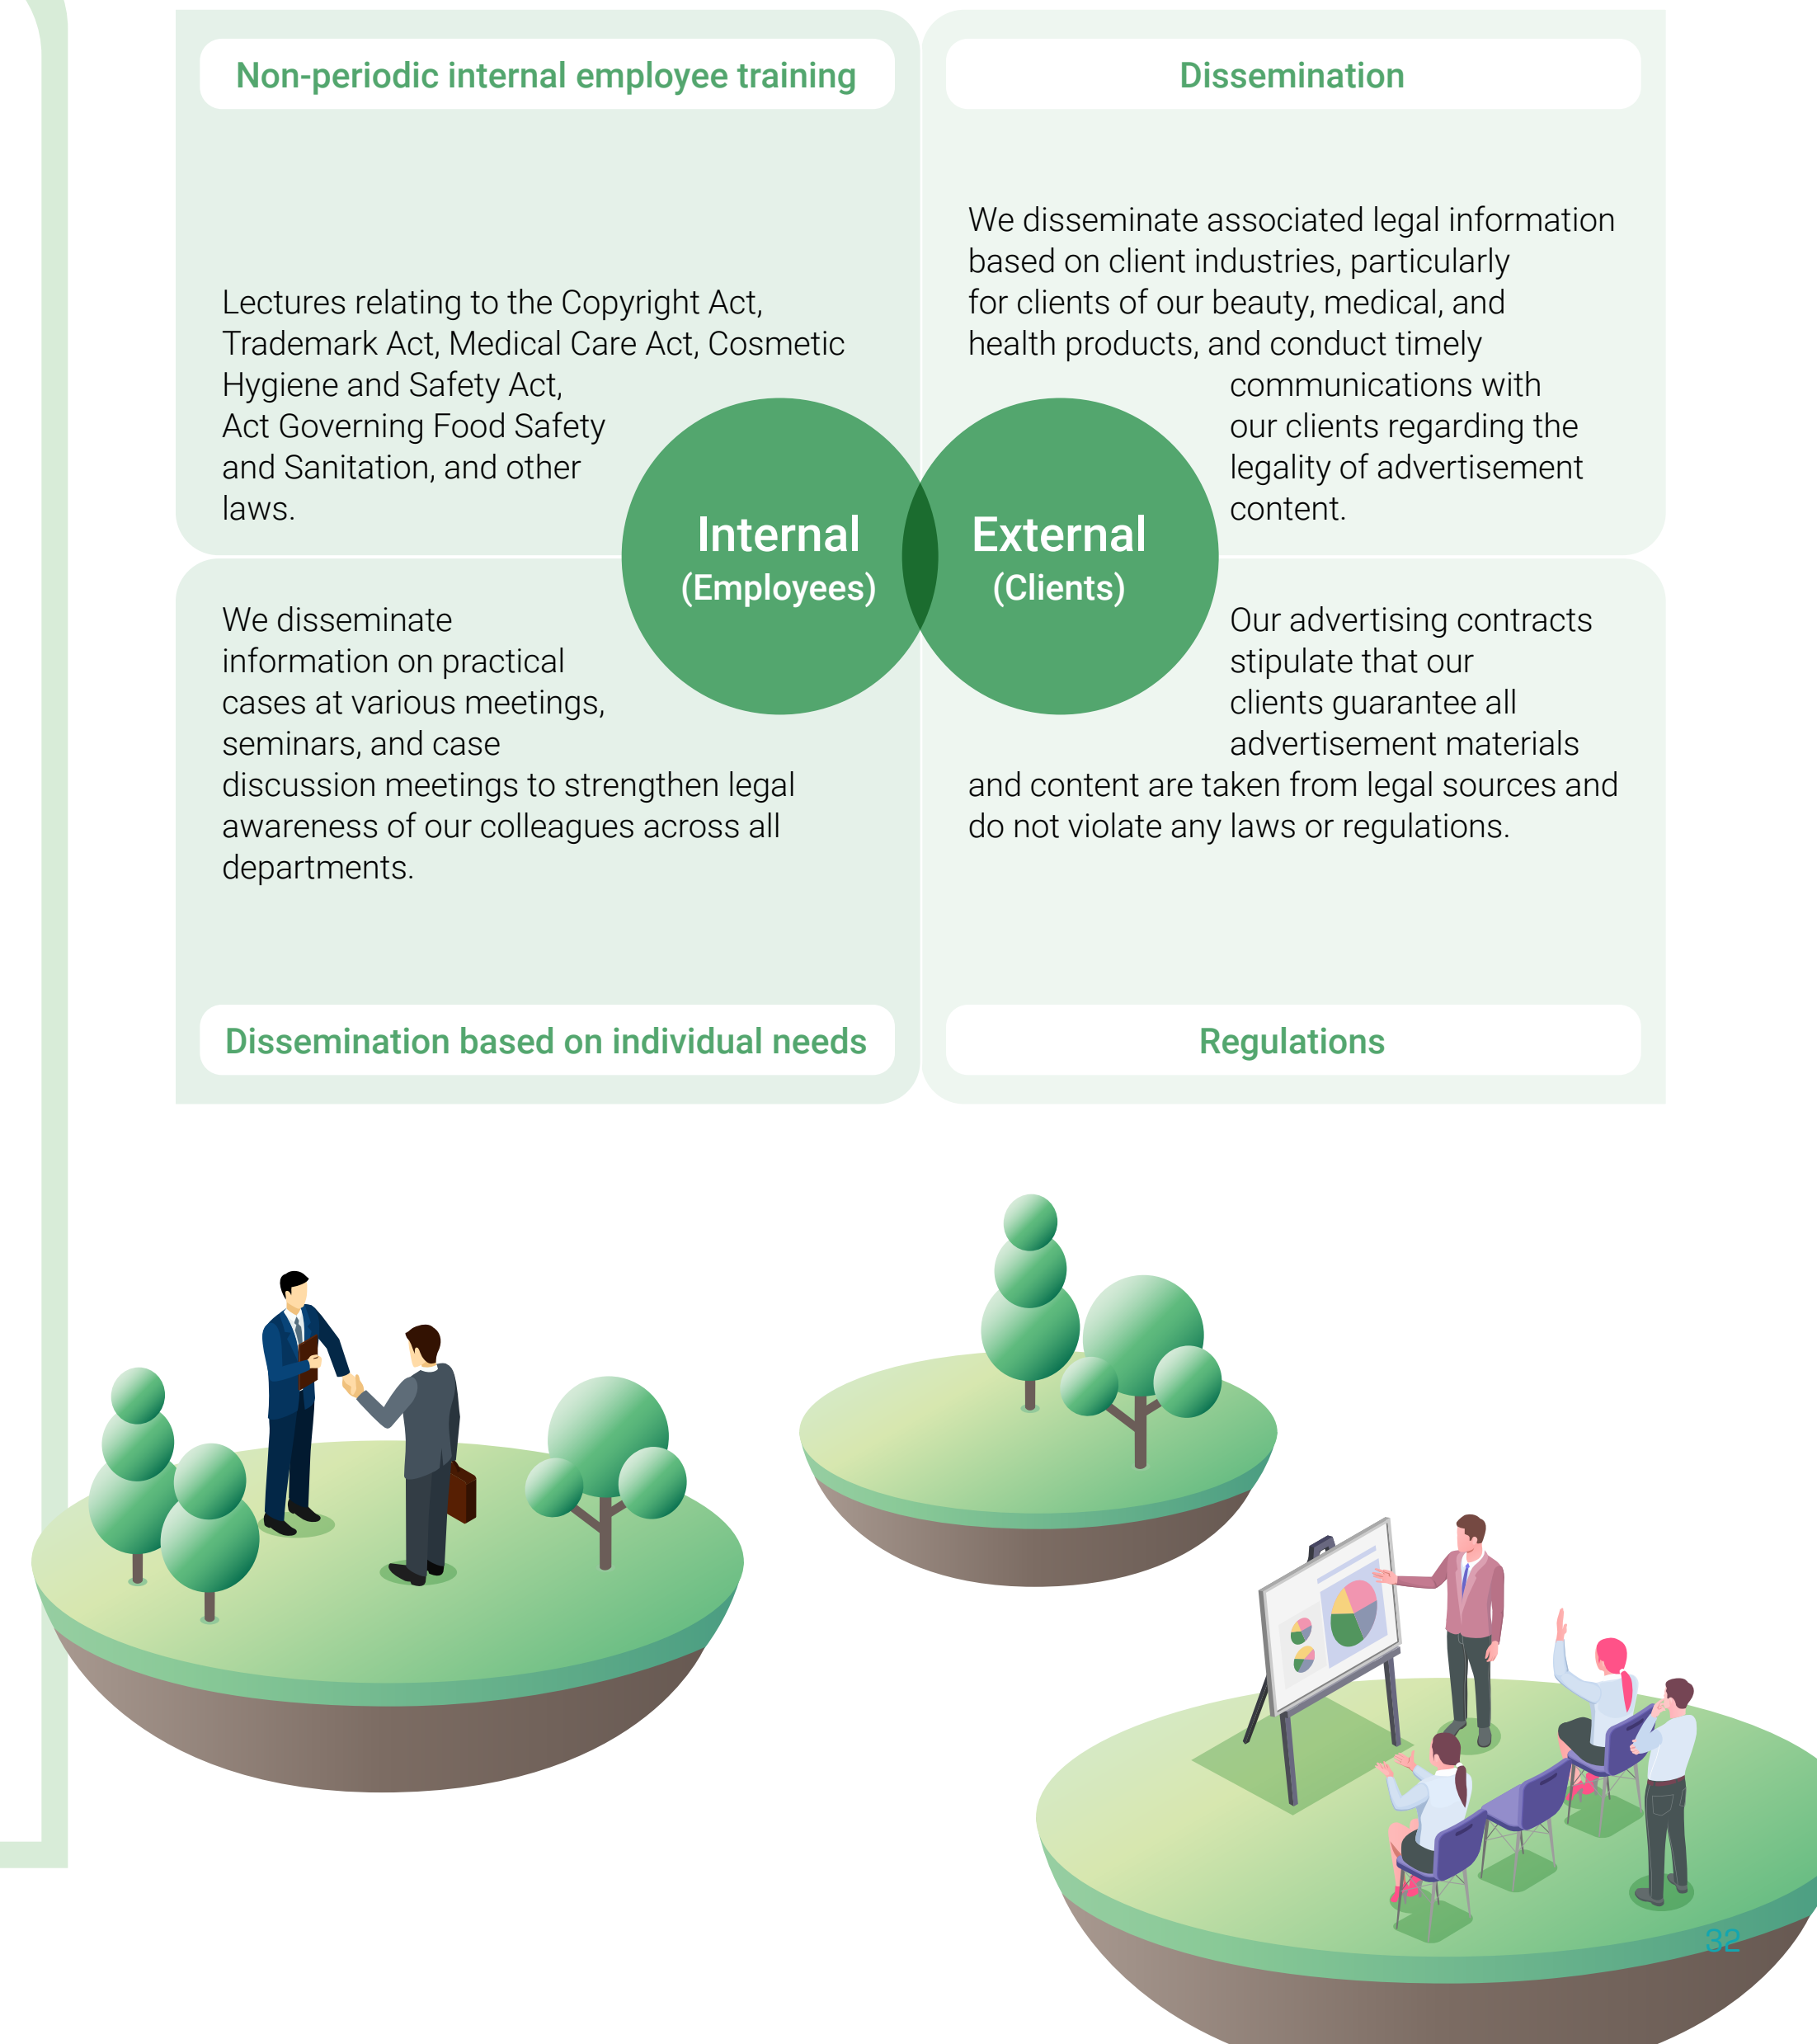 Non-periodic internal employee training
Lectures relating to the Copyright Act,
Trademark Act, Medical Care Act, Cosmetic
Hygiene and Safety Act,
Act Governing Food Safety
and Sanitation, and other
laws.
Dissemination
We disseminate associated legal information
based on client industries, particularly
for clients of our beauty, medical, and
health products, and conduct timely
communications with
our clients regarding the
legality of advertisement
content.
Internal
(Employees)
External
(Clients)
We disseminate
information on practical
cases at various meetings,
seminars, and case
discussion meetings to strengthen legal
awareness of our colleagues across all
departments.
Dissemination based on individual needs
Our advertising contracts
stipulate that our
clients guarantee all
advertisement materials
and content are taken from legal sources and
do not violate any laws or regulations.
Regulations
32